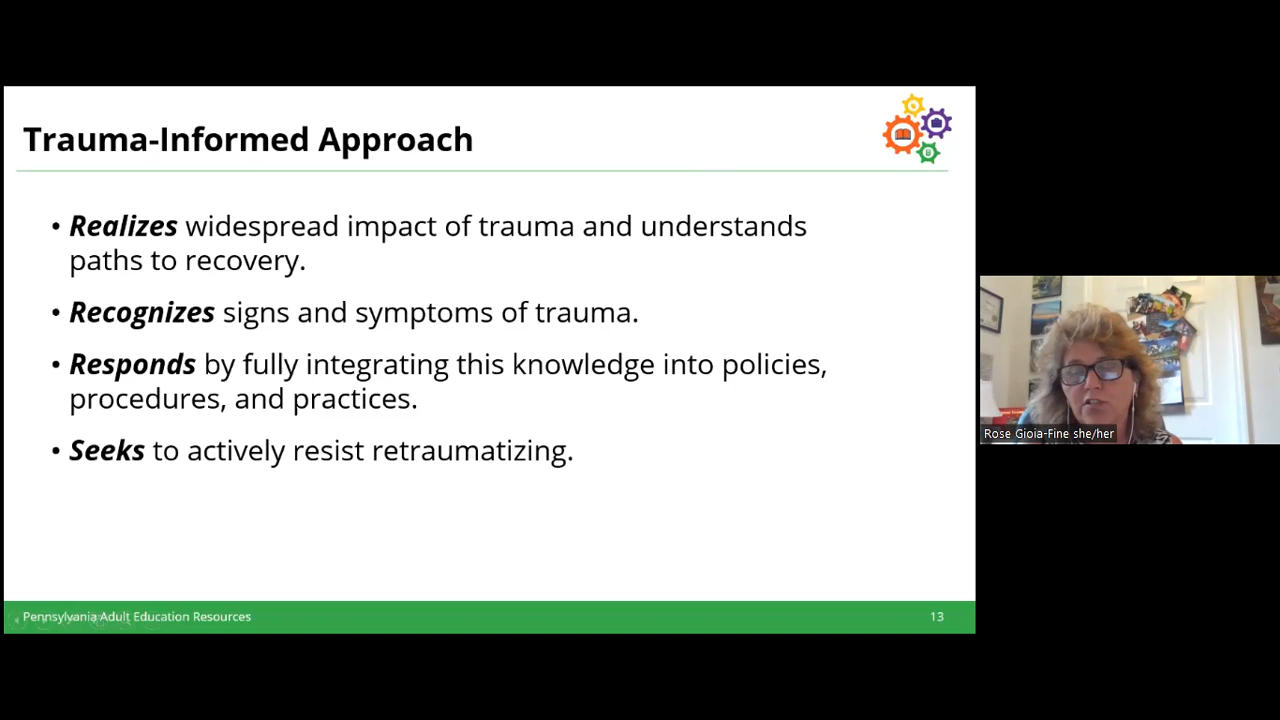 Trauma-Informed Approach
• Realizes widespread impact of trauma and understands
paths to recovery.
• Recognizes signs and symptoms of trauma.
• Responds by fully integrating this knowledge into policies,
procedures, and practices.
• Seeks to actively resist retraumatizing.
Pennsylvania Adult Education Resources
13
Rose Gioia-Fine she/her